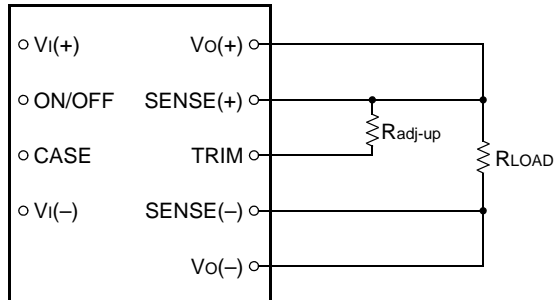 VI(+) VO(+)
ON/OFF SENSE(+)
Radj-up
CASE TRIM
RLOAD
VI(–) SENSE(–)
VO(–)